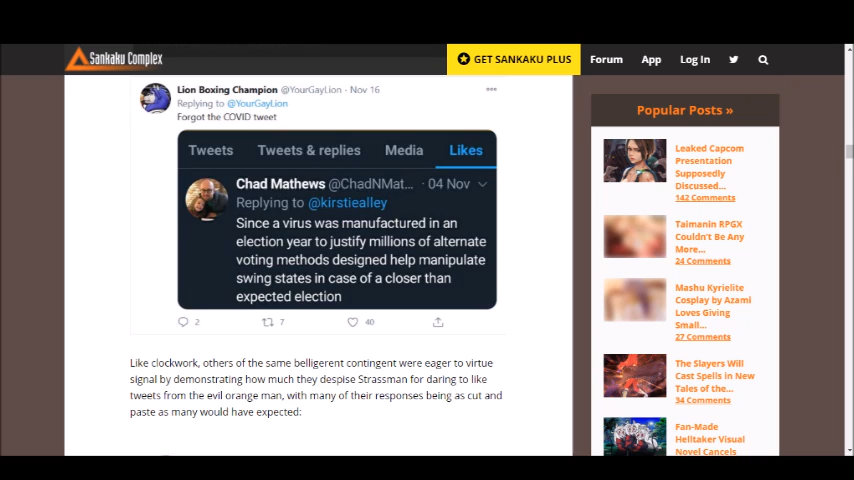 Sankaku Complex
GET SANKAKU PLUS
Forum
App
Log In
Lion Boxing Champion @YourGayLion · Nov 16
Replying to @YourGayLion
Forgot the COVID tweet
Tweets
Tweets & replies
Media
Likes
Chad Mathews @ChadNMat... · 04 Nov
Replying to @kirstiealley
Since a virus was manufactured in an
election year to justify millions of alternate
voting methods designed help manipulate
swing states in case of a closer than
expected election
2
7
40
Like clockwork, others of the same belligerent contingent were eager to virtue
signal by demonstrating how much they despise Strassman for daring to like
tweets from the evil orange man, with many of their responses being as cut and
paste as many would have expected:
Popular Posts »
Leaked Capcom
Presentation
Supposedly
Discussed...
142 Comments
Taimanin RPGX
Couldn't Be Any
More...
24 Comments
Mashu Kyrielite
Cosplay by Azami
Loves Giving
Small...
27 Comments
The Slayers Will
Cast Spells in New
Tales of the...
34 Comments
Fan-Made
Helltaker Visual
Novel Cancels